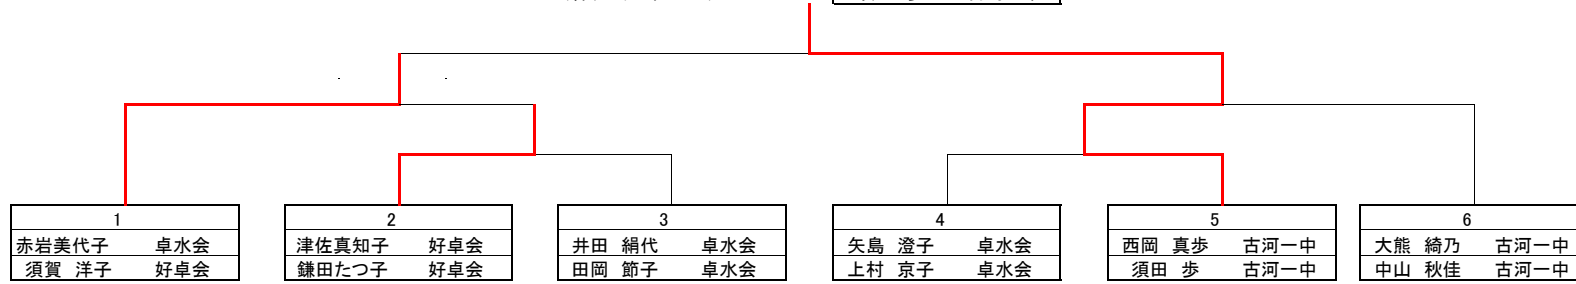 1 2 3 4 5 6
赤岩美代子 卓水会 津佐真知子 好卓会 井田 絹代 卓水会 矢島 澄子 卓水会 西岡 真歩 古河一中 大熊 綺乃 古河一中
須賀 洋子 好卓会 鎌田たつ子 好卓会 田岡 節子 卓水会 上村 京子 卓水会 須田 歩 古河一中 中山 秋佳 古河一中